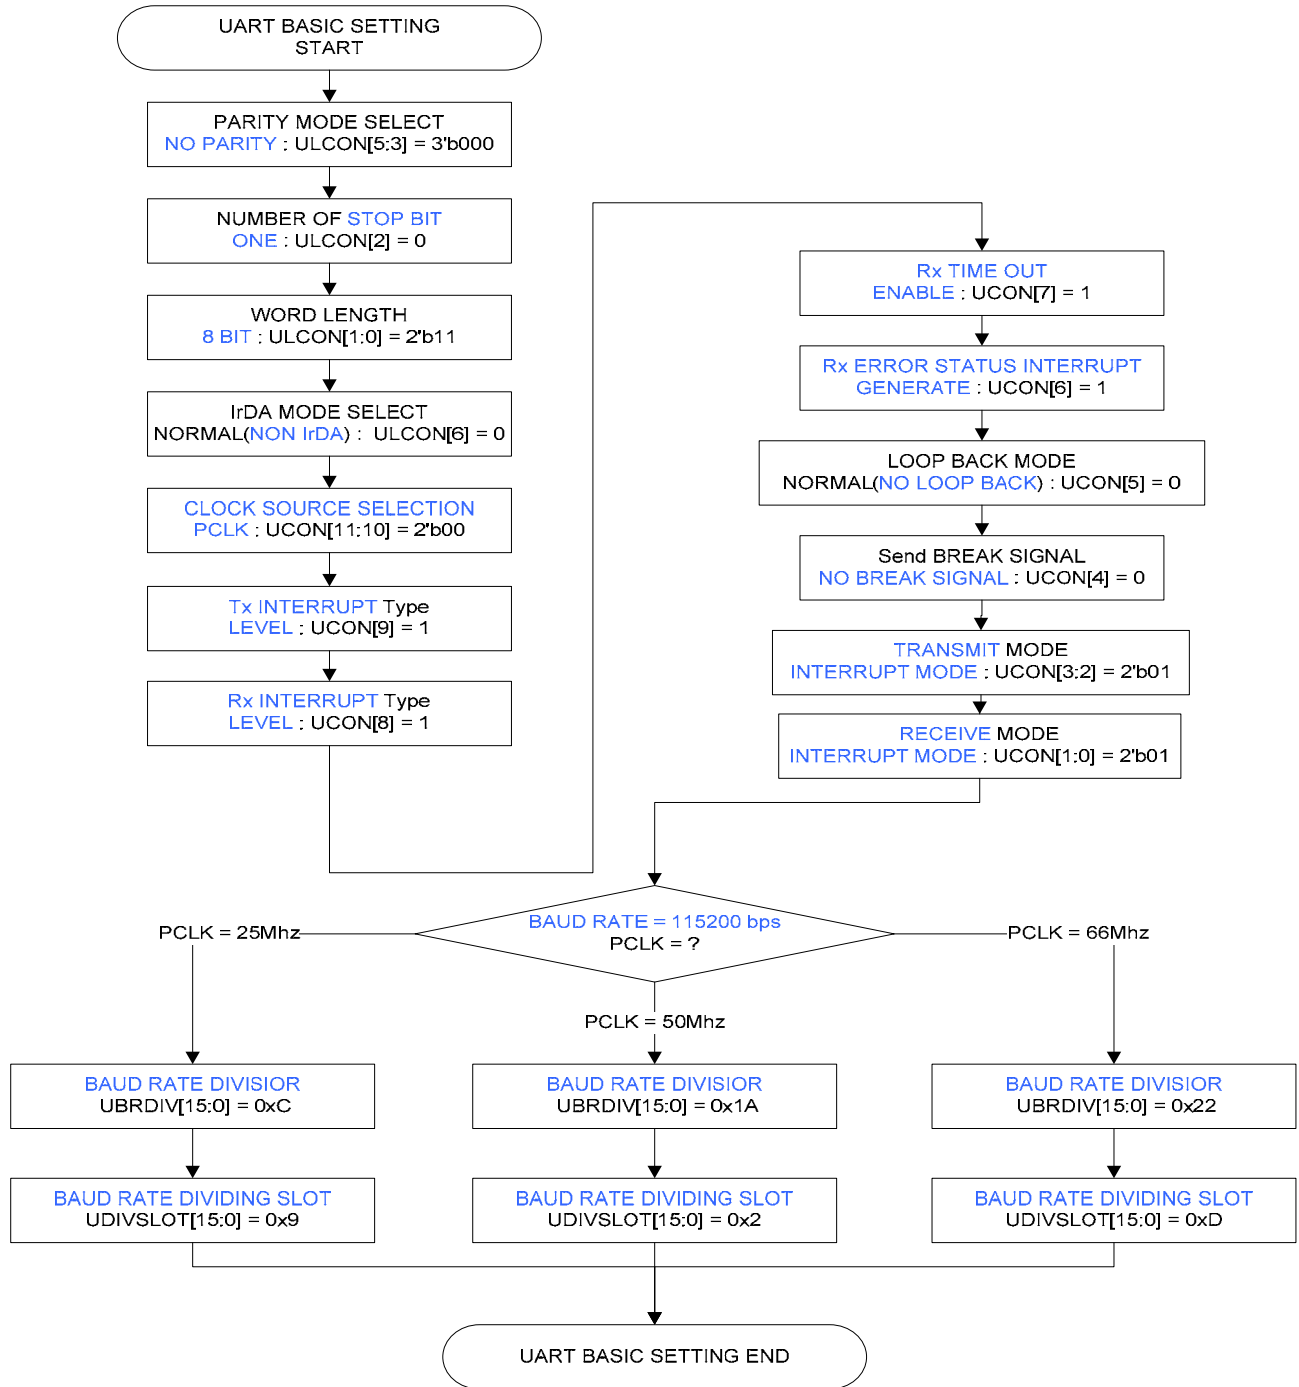 UART BASIC SETTING
START
PARITY MODE SELECT
NO PARITY : ULCON[5:3] = 3'b000
NUMBER OF STOP BIT
ONE : ULCON[2] = 0
WORD LENGTH
8 BIT : ULCON[1:0] = 2'b11
IrDA MODE SELECT
NORMAL(NON IrDA) : ULCON[6] = 0
CLOCK SOURCE SELECTION
PCLK : UCON[11:10] = 2'b00
Tx INTERRUPT Type
LEVEL : UCON[9] = 1
Rx INTERRUPT Type
LEVEL : UCON[8] = 1
Rx TIME OUT
ENABLE : UCON[7] = 1
Rx ERROR STATUS INTERRUPT
GENERATE : UCON[6] = 1
LOOP BACK MODE
NORMAL(NO LOOP BACK) : UCON[5] = 0
Send BREAK SIGNAL
NO BREAK SIGNAL : UCON[4] = 0
TRANSMIT MODE
INTERRUPT MODE : UCON[3:2] = 2'b01
RECEIVE MODE
INTERRUPT MODE : UCON[1:0] = 2'b01
BAUD RATE = 115200 bps
PCLK = ?
PCLK = 25Mhz
PCLK = 50Mhz
PCLK = 66Mhz
BAUD RATE DIVISIOR
UBRDIV[15:0] = 0xC
BAUD RATE DIVIDING SLOT
UDIVSLOT[15:0] = 0x9
BAUD RATE DIVISIOR
UBRDIV[15:0] = 0x1A
BAUD RATE DIVIDING SLOT
UDIVSLOT[15:0] = 0x2
BAUD RATE DIVISIOR
UBRDIV[15:0] = 0x22
BAUD RATE DIVIDING SLOT
UDIVSLOT[15:0] = 0xD
UART BASIC SETTING END